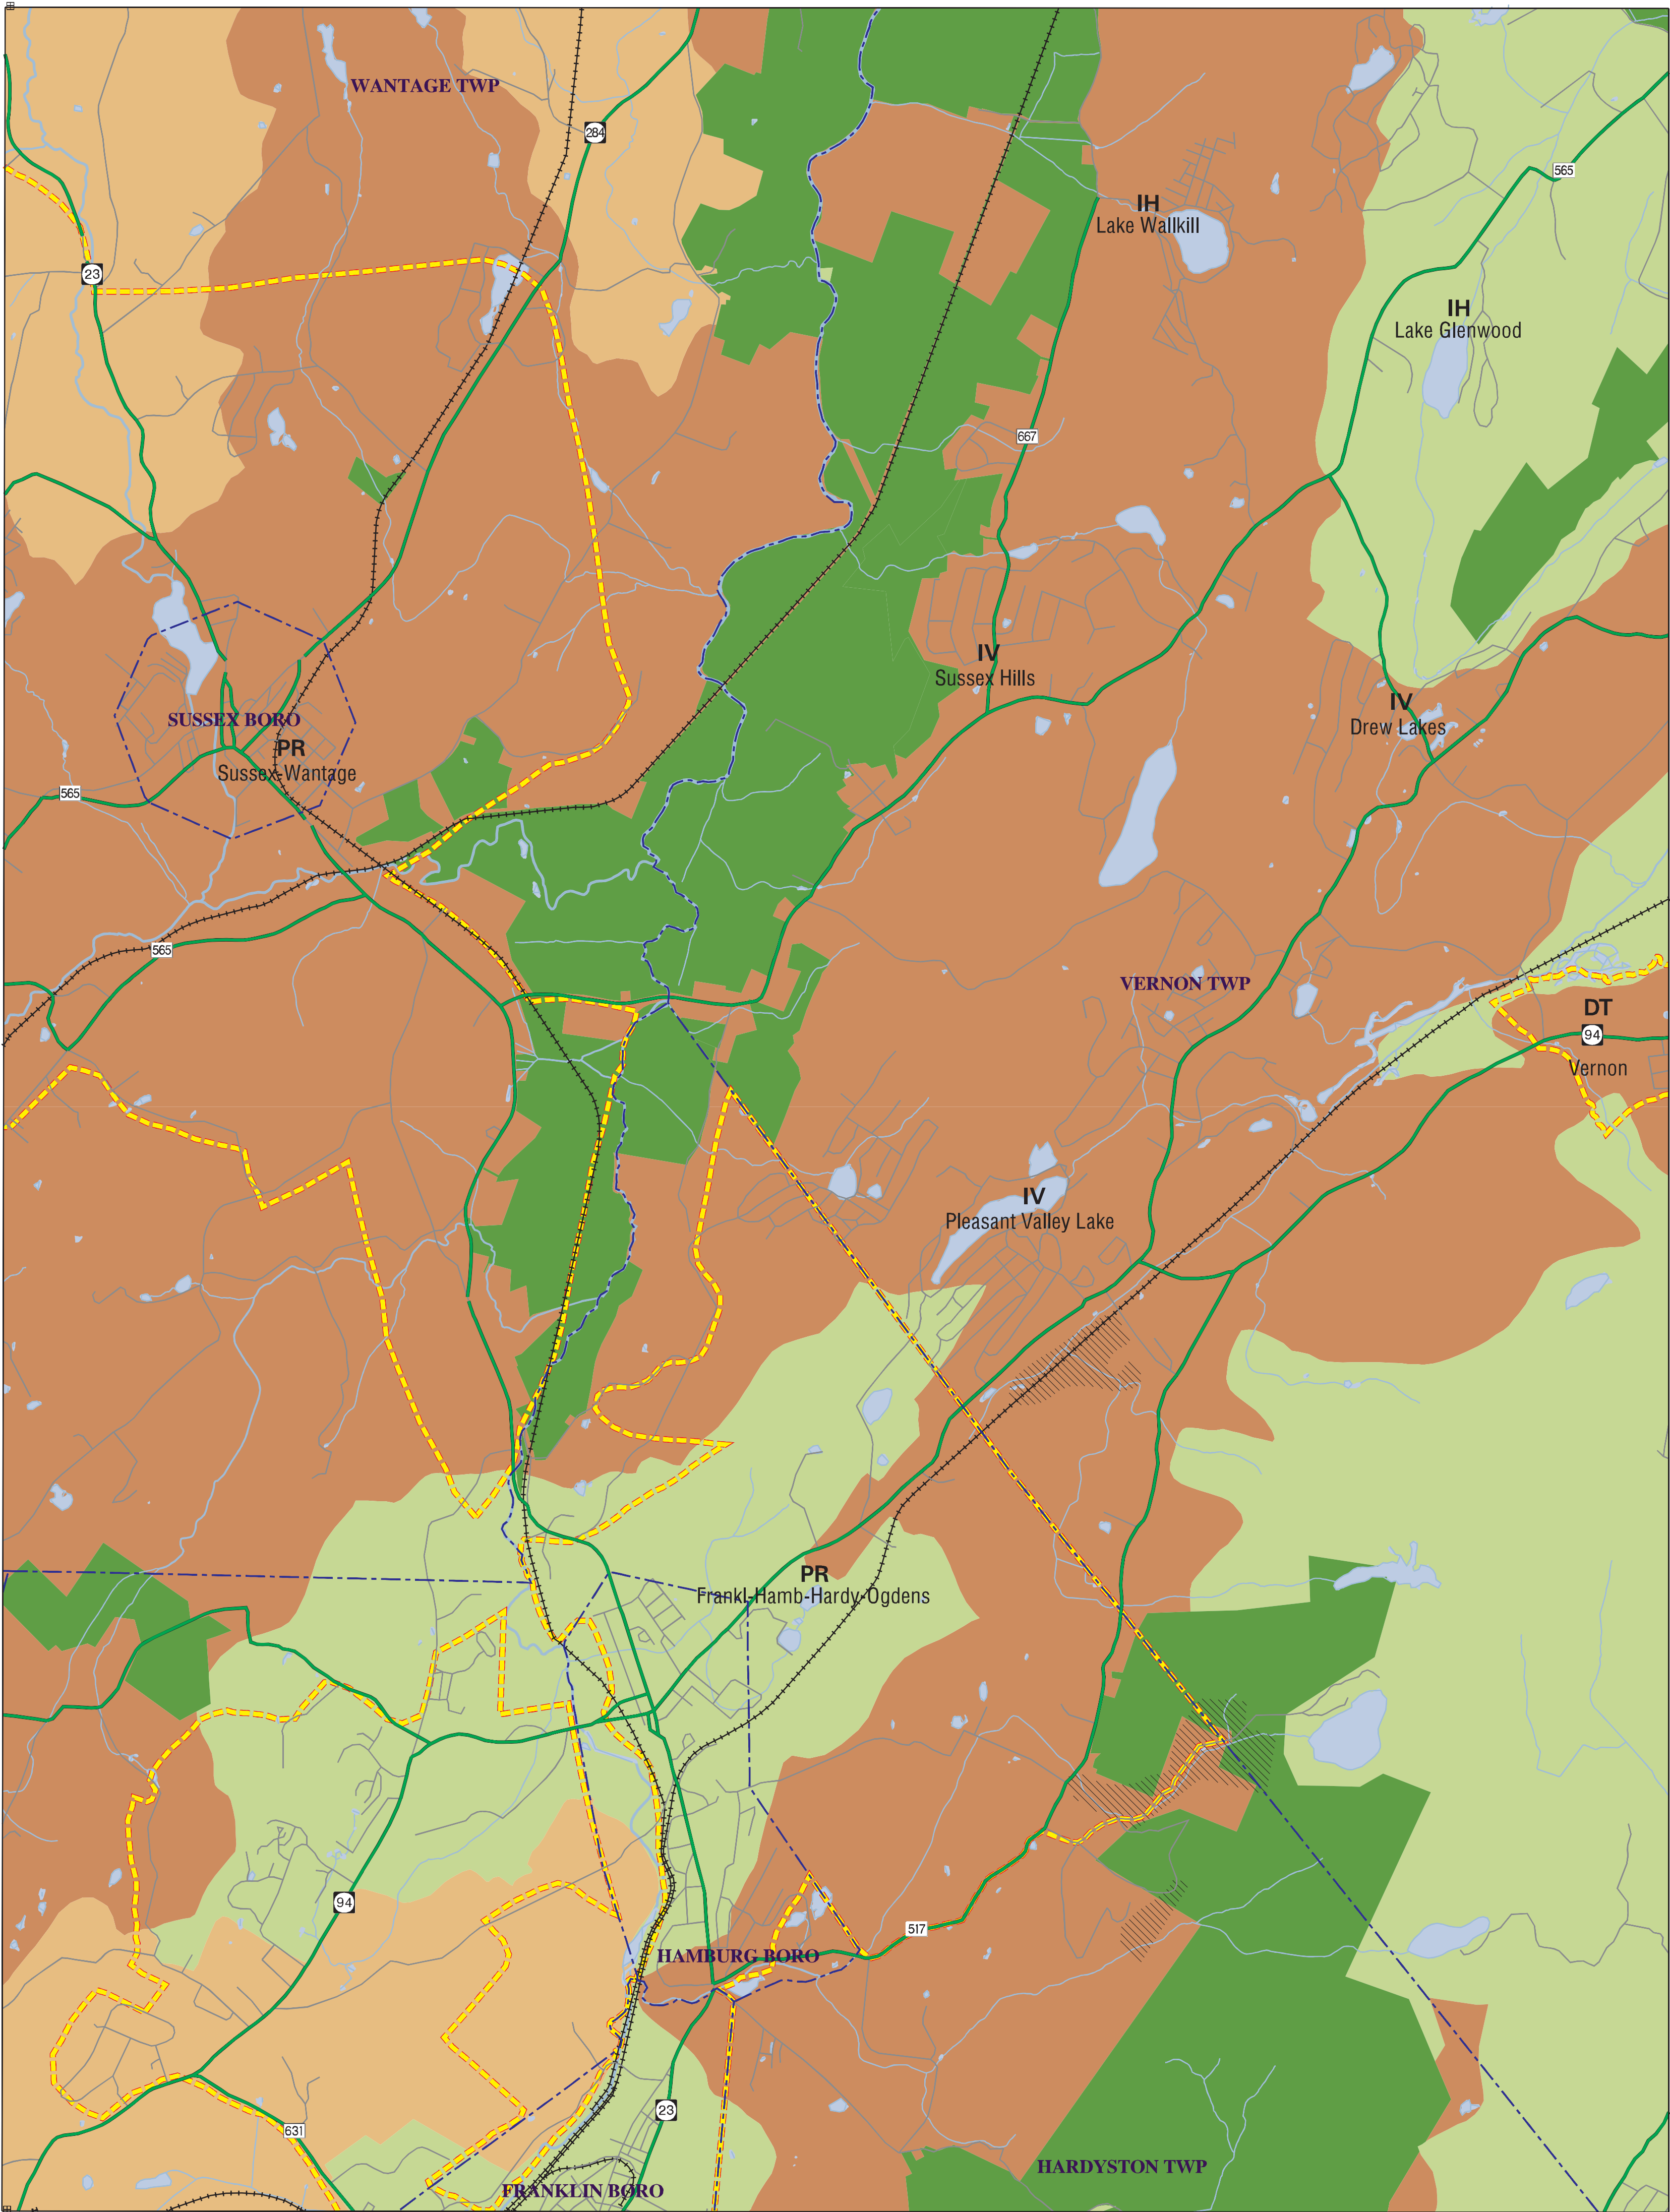 WANTAGE TWP
284
565
IH
Lake Wallkill
23
IH
Lake Glenwood
667
IV
Sussex Hills
IV
Drew Lakes
SUSSEX BORO
PR
Sussex-Wantage
565
565
VERNON TWP
DT
94
Vernon
IV
Pleasant Valley Lake
PR
Frankl-Hamb-Hardy-Ogdens
94
517
HAMBURG BORO
23
631
HARDYSTON TWP
FRANKLIN BORO